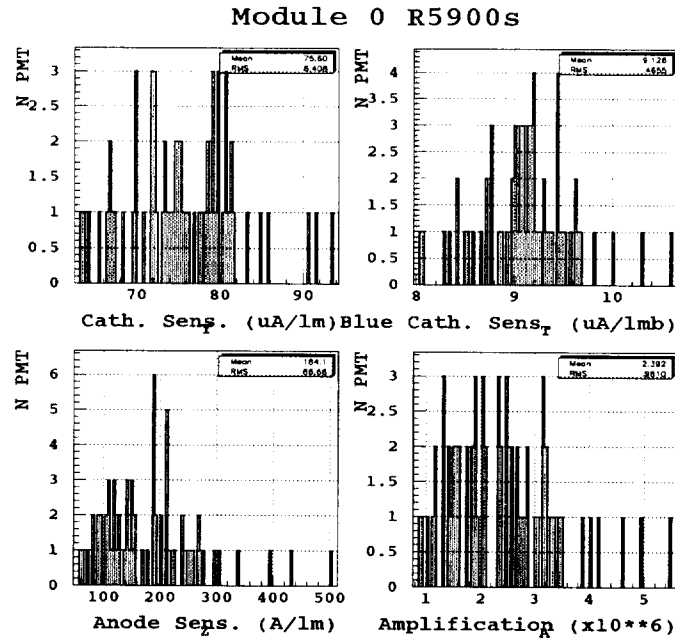 Module 0 R5900s
N PMT
Mean 75.60
RMS 6.408
3
2.5
2
1.5
1
0.5
0
70 80 90
Cath. Sens. (uA/lm)
T
N PMT
Mean 9.126
RMS .4655
4
3.5
3
2.5
2
1.5
1
0.5
0
8 9 10
Blue Cath. Sens. (uA/lmb)
T
N PMT
Mean 184.1
RMS
6
5
4
3
2
1
0
100 200 300 400 500
Anode Sens. (A/lm)
N PMT
Mean 2.392
RMS .9810
3
2.5
2
1.5
1
0.5
0
1 2 3 4 5
Amplification (x10**6)